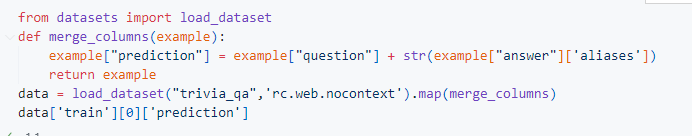 from datasets import load_dataset
def merge_columns(example):
    example["prediction"] = example["question"] + str(example["answer"]['aliases'])
    return example
data = load_dataset("trivia_qa",'rc.web.nocontext').map(merge_columns)
data['train'][0]['prediction']